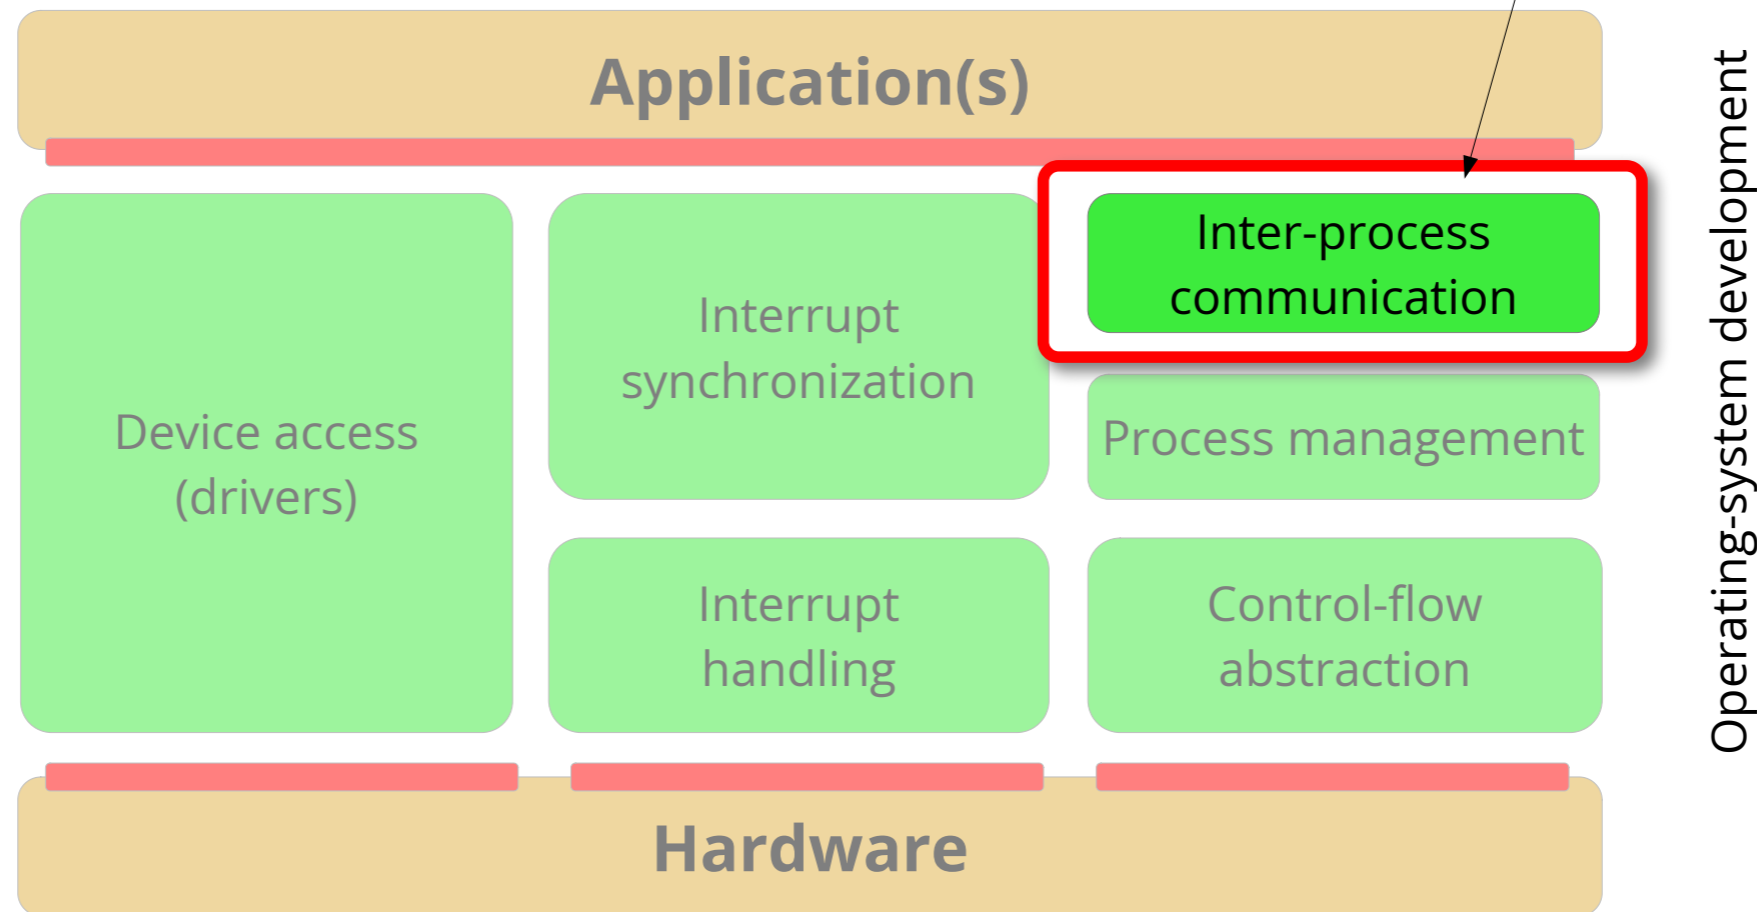 Application(s)
Device access
(drivers)
Interrupt
synchronization
Inter-process
communication
Process management
Interrupt
handling
Control-flow
abstraction
Hardware
Operating-system development